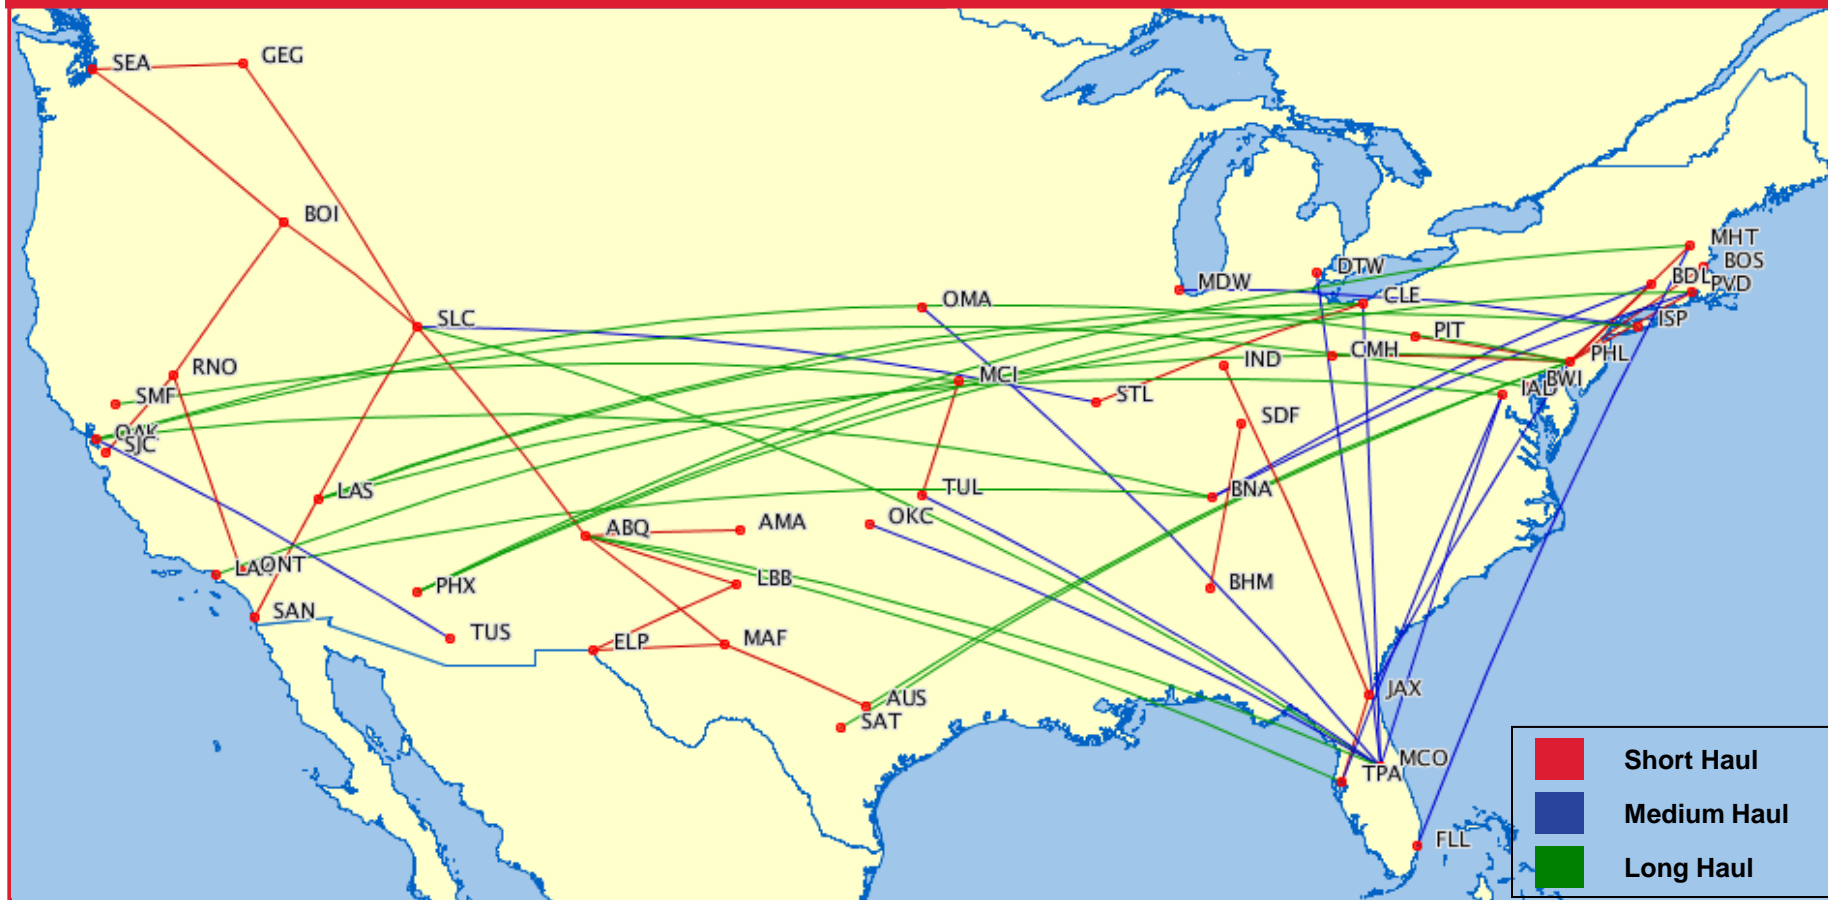 SEA
GEG
BOI
MHT
BOS
DTW
BDL
MDW
PVD
CLE
OMA
ISP
SLC
PIT
CMH
PHL
IND
RNO
MCI
BWI
IAD
SMF
STL
SDF
OAK
SJC
LAS
TUL
BNA
OKC
ABQ
AMA
LAX
ONT
LBB
PHX
BHM
SAN
TUS
ELP
MAF
JAX
AUS
SAT
MCO
TPA
FLL
Short Haul
Medium Haul
Long Haul